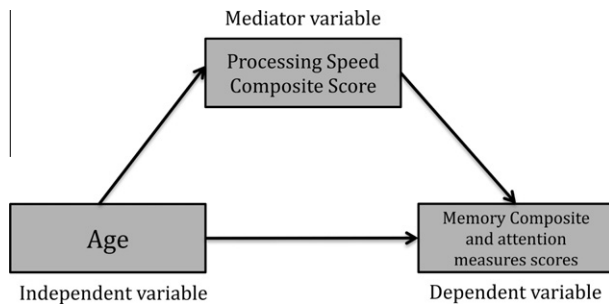 Mediator variable
Processing Speed
Composite Score
Age
Memory Composite
and attention
measures scores
Independent variable
Dependent variable